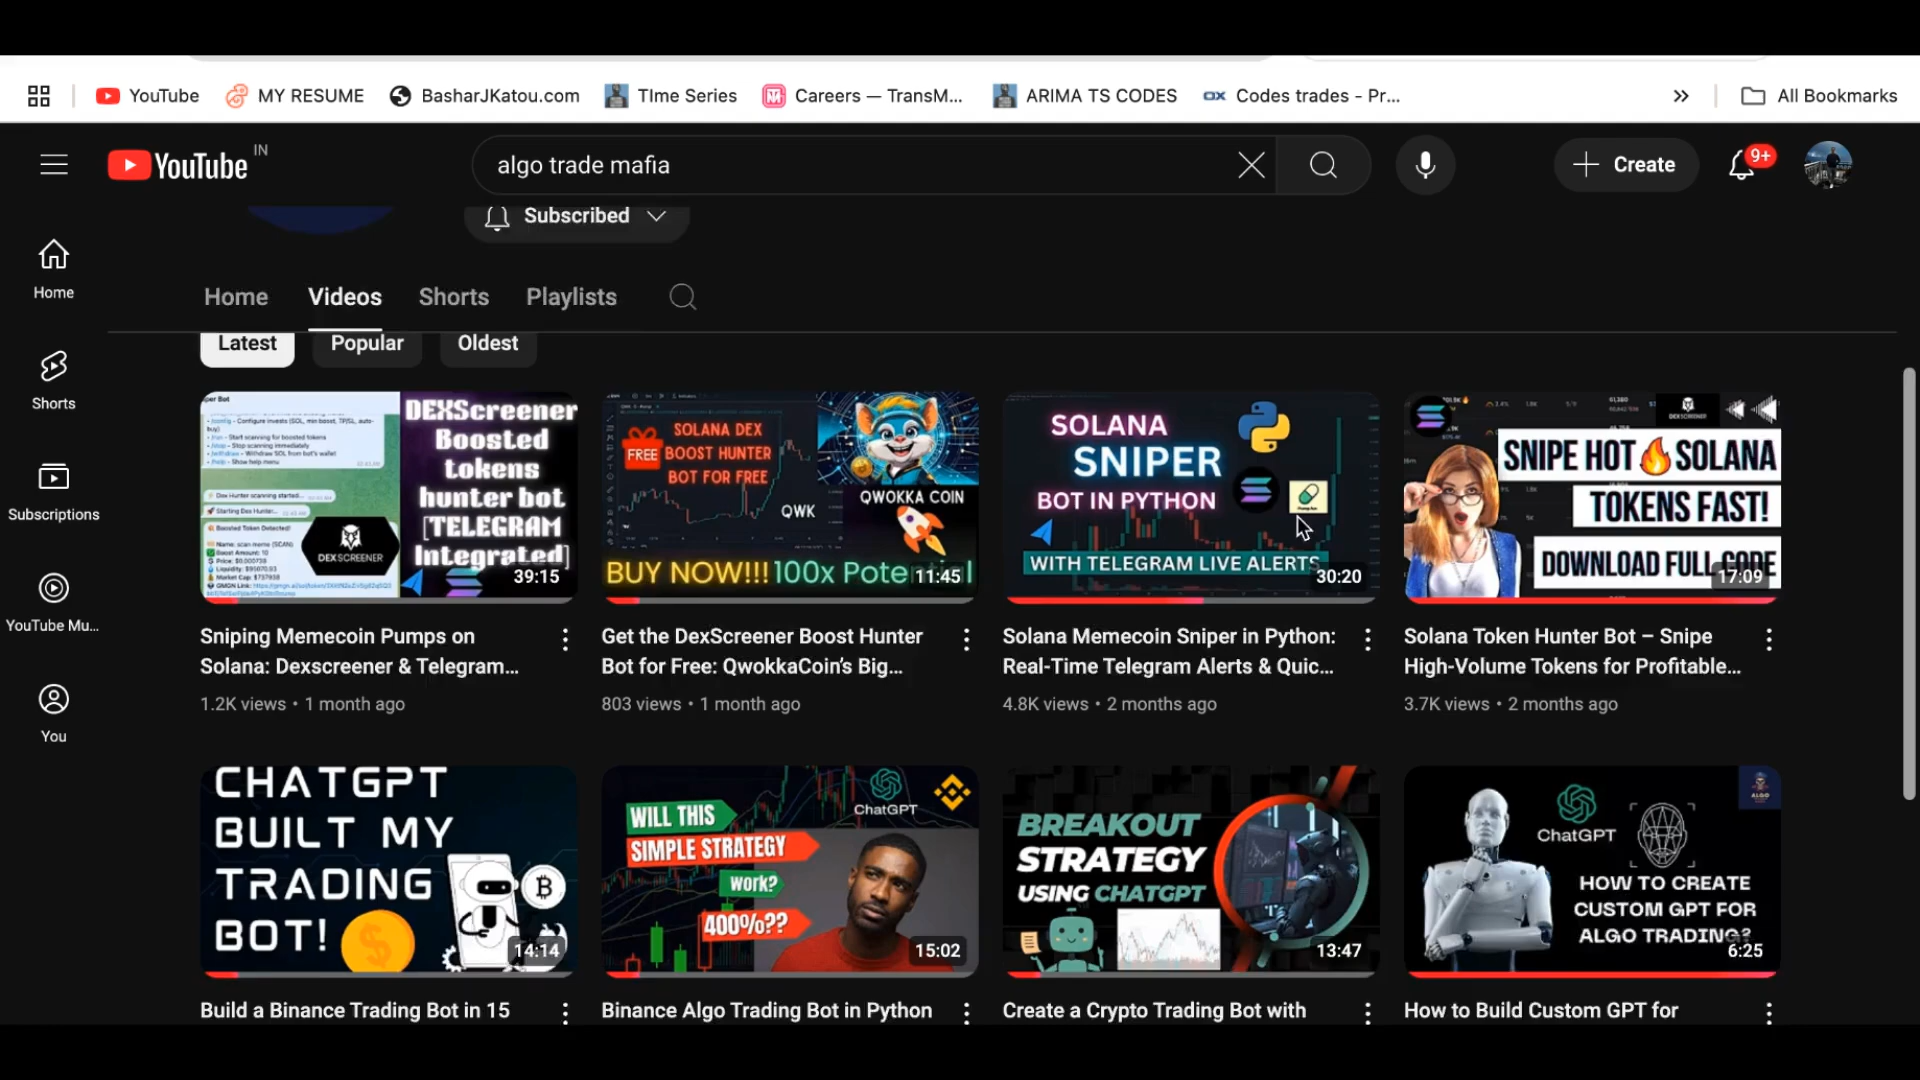 YouTube
MY RESUME
BasharJKatou.com
TIme Series
Careers — TransM...
ARIMA TS CODES
Codes trades - Pr...
All Bookmarks
YouTube IN
algo trade mafia
Create
9+
Subscribed
Home
Videos
Shorts
Playlists
Latest
Popular
Oldest
Home
Shorts
Subscriptions
YouTube Mu...
You
DEXScreener
Boosted
tokens
hunter bot
[TELEGRAM
Integrated]
DEXSCREENER
39:15
Sniping Memecoin Pumps on
Solana: Dexscreener & Telegram...
1.2K views • 1 month ago
FREE
SOLANA DEX
BOOST HUNTER
BOT FOR FREE
QWK
QWOKKA COIN
BUY NOW!!! 100x Potential
11:45
Get the DexScreener Boost Hunter
Bot for Free: QwokkaCoin’s Big...
803 views • 1 month ago
SOLANA
SNIPER
BOT IN PYTHON
WITH TELEGRAM LIVE ALERTS
30:20
Solana Memecoin Sniper in Python:
Real-Time Telegram Alerts & Quic...
4.8K views • 2 months ago
DEXSCREENER
SNIPE HOT🔥SOLANA
TOKENS FAST!
DOWNLOAD FULL CODE
17:09
Solana Token Hunter Bot – Snipe
High-Volume Tokens for Profitable...
3.7K views • 2 months ago
CHATGPT
BUILT MY
TRADING
BOT!
14:14
Build a Binance Trading Bot in 15
ChatGPT
WILL THIS
SIMPLE STRATEGY
work?
400%??
15:02
Binance Algo Trading Bot in Python
BREAKOUT
STRATEGY
USING CHATGPT
13:47
Create a Crypto Trading Bot with
ALGO
ChatGPT
HOW TO CREATE
CUSTOM GPT FOR
ALGO TRADING?
6:25
How to Build Custom GPT for